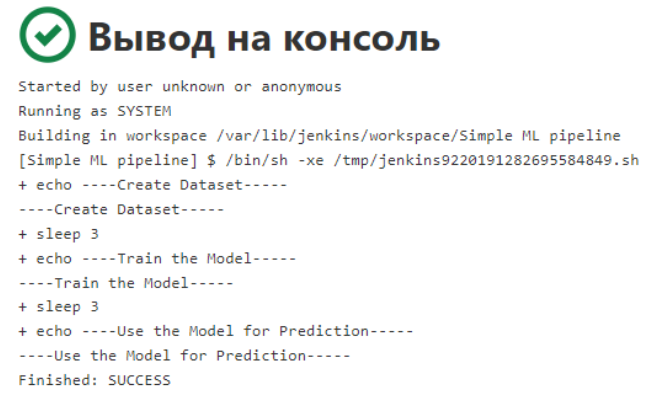 Вывод на консоль
Started by user unknown or anonymous
Running as SYSTEM
Building in workspace /var/lib/jenkins/workspace/Simple ML pipeline
[Simple ML pipeline] $ /bin/sh -xe /tmp/jenkins9220191282695584849.sh
+ echo ----Create Dataset-----
----Create Dataset-----
+ sleep 3
+ echo ----Train the Model-----
----Train the Model-----
+ sleep 3
+ echo ----Use the Model for Prediction-----
----Use the Model for Prediction-----
Finished: SUCCESS